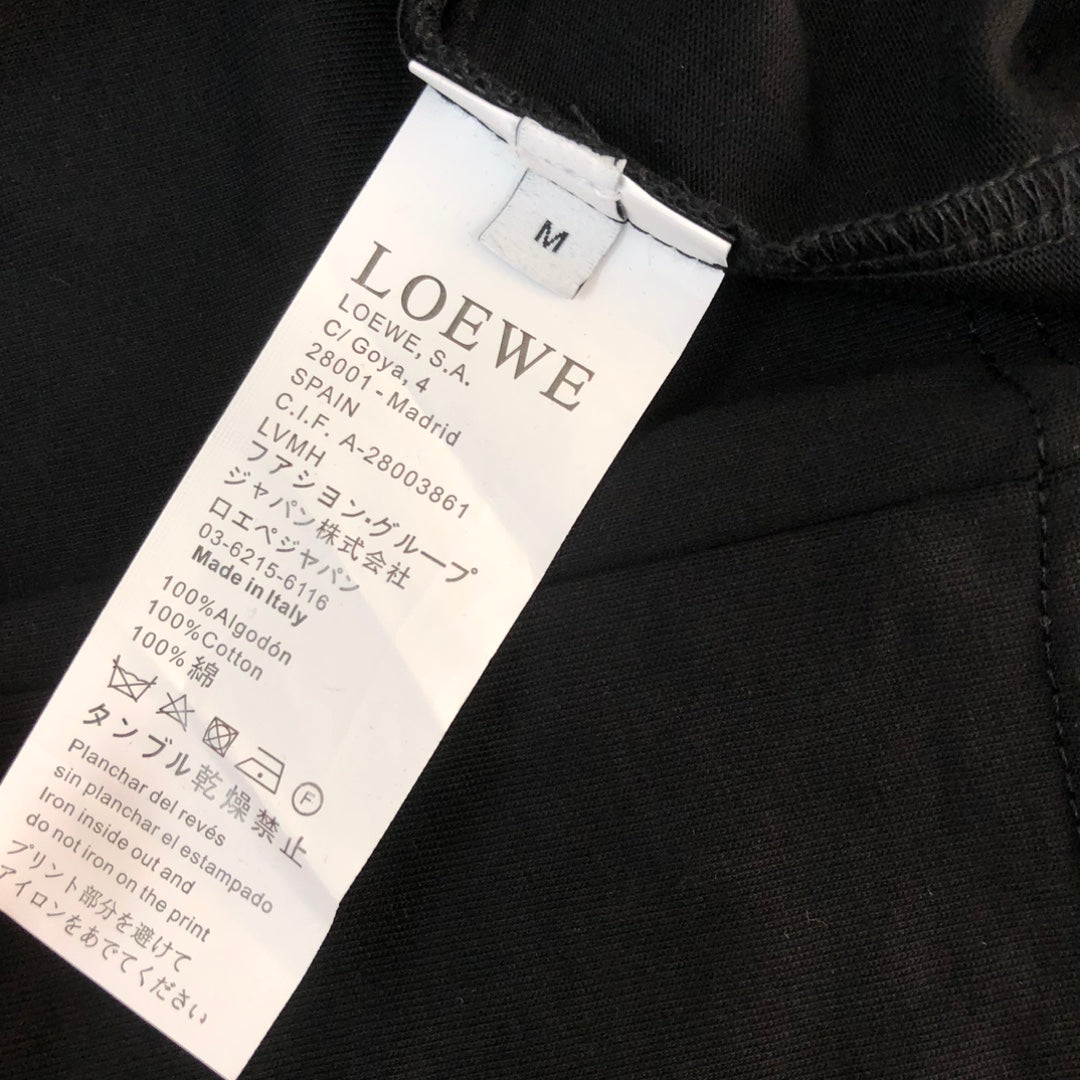 M
LOEWE
LOEWE, S.A.
C/ Goya, 4
28001 - Madrid
SPAIN
C.I.F. A-28003861
LVMH
フアシヨン・グループ
ジャパン株式会社
ロエベジャパン
03-6215-6116
Made in Italy
100%Algodón
100%Cotton
100% 綿
F
タンブル乾燥禁止
Planchar del revés
sin planchar el estampado
Iron inside out and
do not iron on the print
プリント部分を避けて
アイロンをあでてください